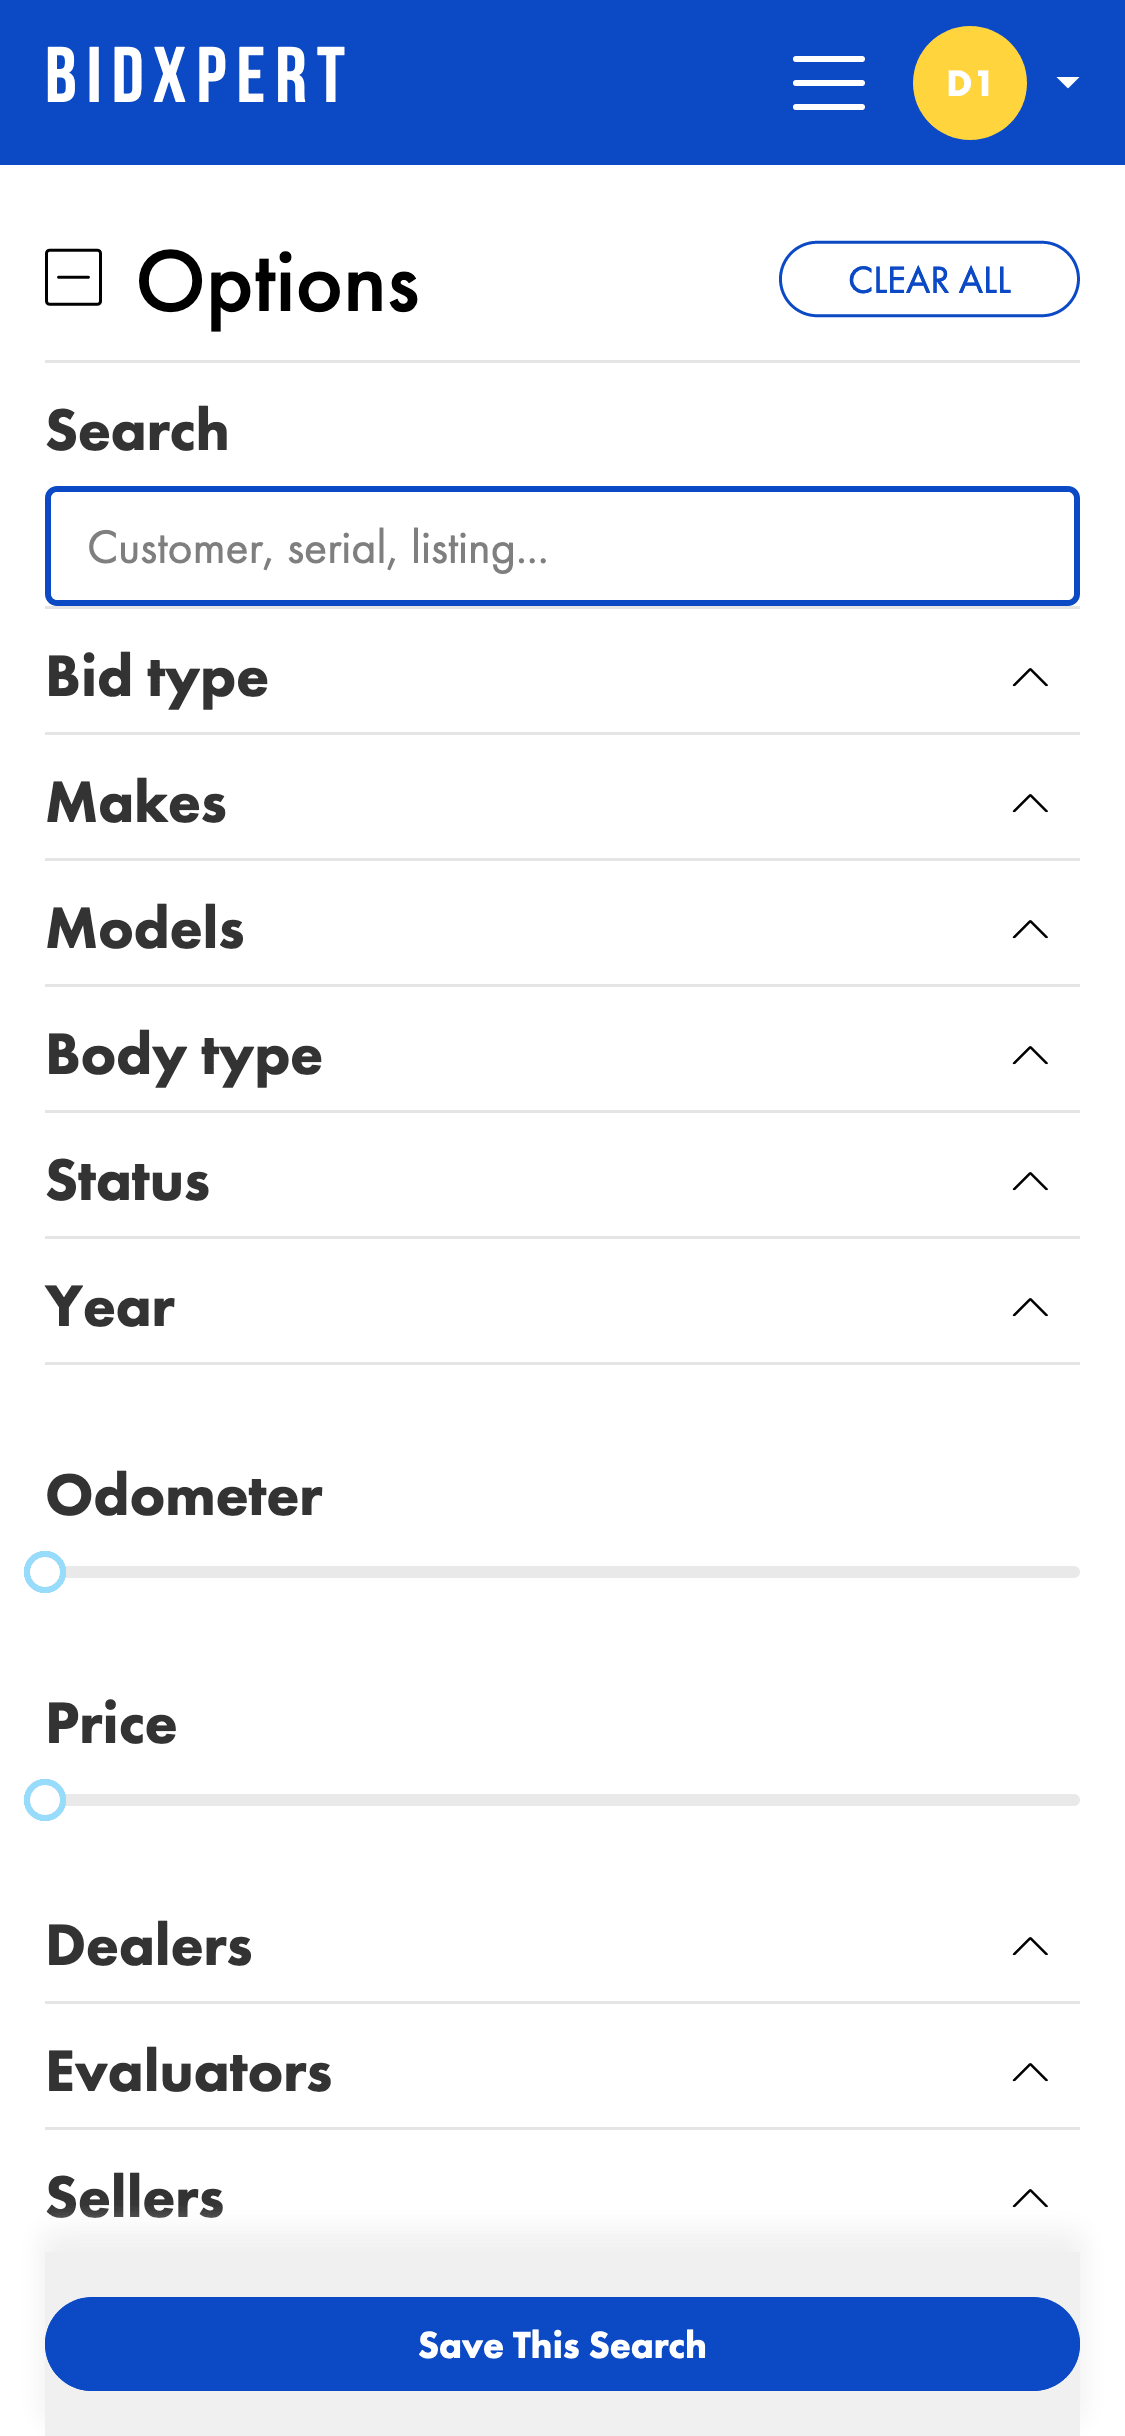 BIDXPERT
D1
Options
CLEAR ALL
Search
Customer, serial, listing...
Bid type
Makes
Models
Body type
Status
Year
Odometer
Price
Dealers
Evaluators
Sellers
Save This Search